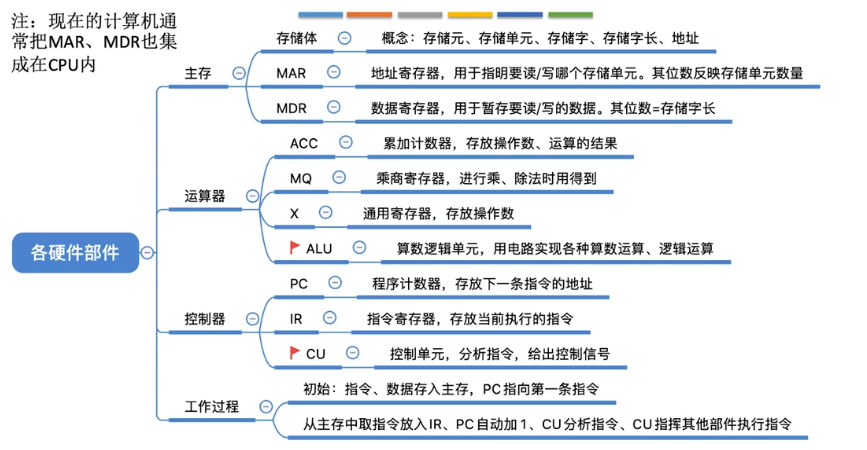 注：现在的计算机通
常把MAR、MDR也集
成在CPU内
各硬件部件
主存
存储体
概念：存储元、存储单元、存储字、存储字长、地址
MAR
地址寄存器，用于指明要读/写哪个存储单元。其位数反映存储单元数量
MDR
数据寄存器，用于暂存要读/写的数据。其位数=存储字长
运算器
ACC
累加计数器，存放操作数、运算的结果
MQ
乘商寄存器，进行乘、除法时用得到
X
通用寄存器，存放操作数
ALU
算数逻辑单元，用电路实现各种算数运算、逻辑运算
控制器
PC
程序计数器，存放下一条指令的地址
IR
指令寄存器，存放当前执行的指令
CU
控制单元，分析指令，给出控制信号
工作过程
初始：指令、数据存入主存，PC指向第一条指令
从主存中取指令放入IR、PC自动加1、CU分析指令、CU指挥其他部件执行指令